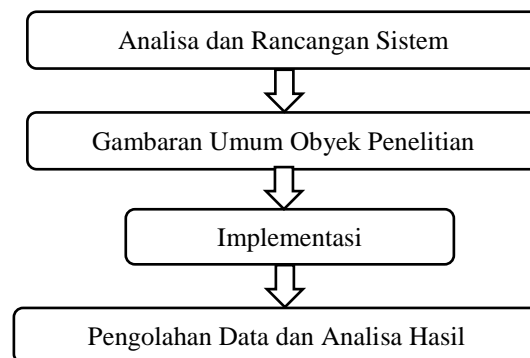 Analisa dan Rancangan Sistem
Gambaran Umum Obyek Penelitian
Implementasi
Pengolahan Data dan Analisa Hasil